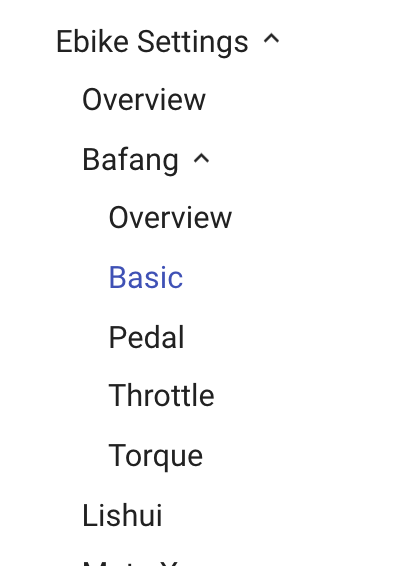 Ebike Settings
Overview
Bafang
Overview
Basic
Pedal
Throttle
Torque
Lishui